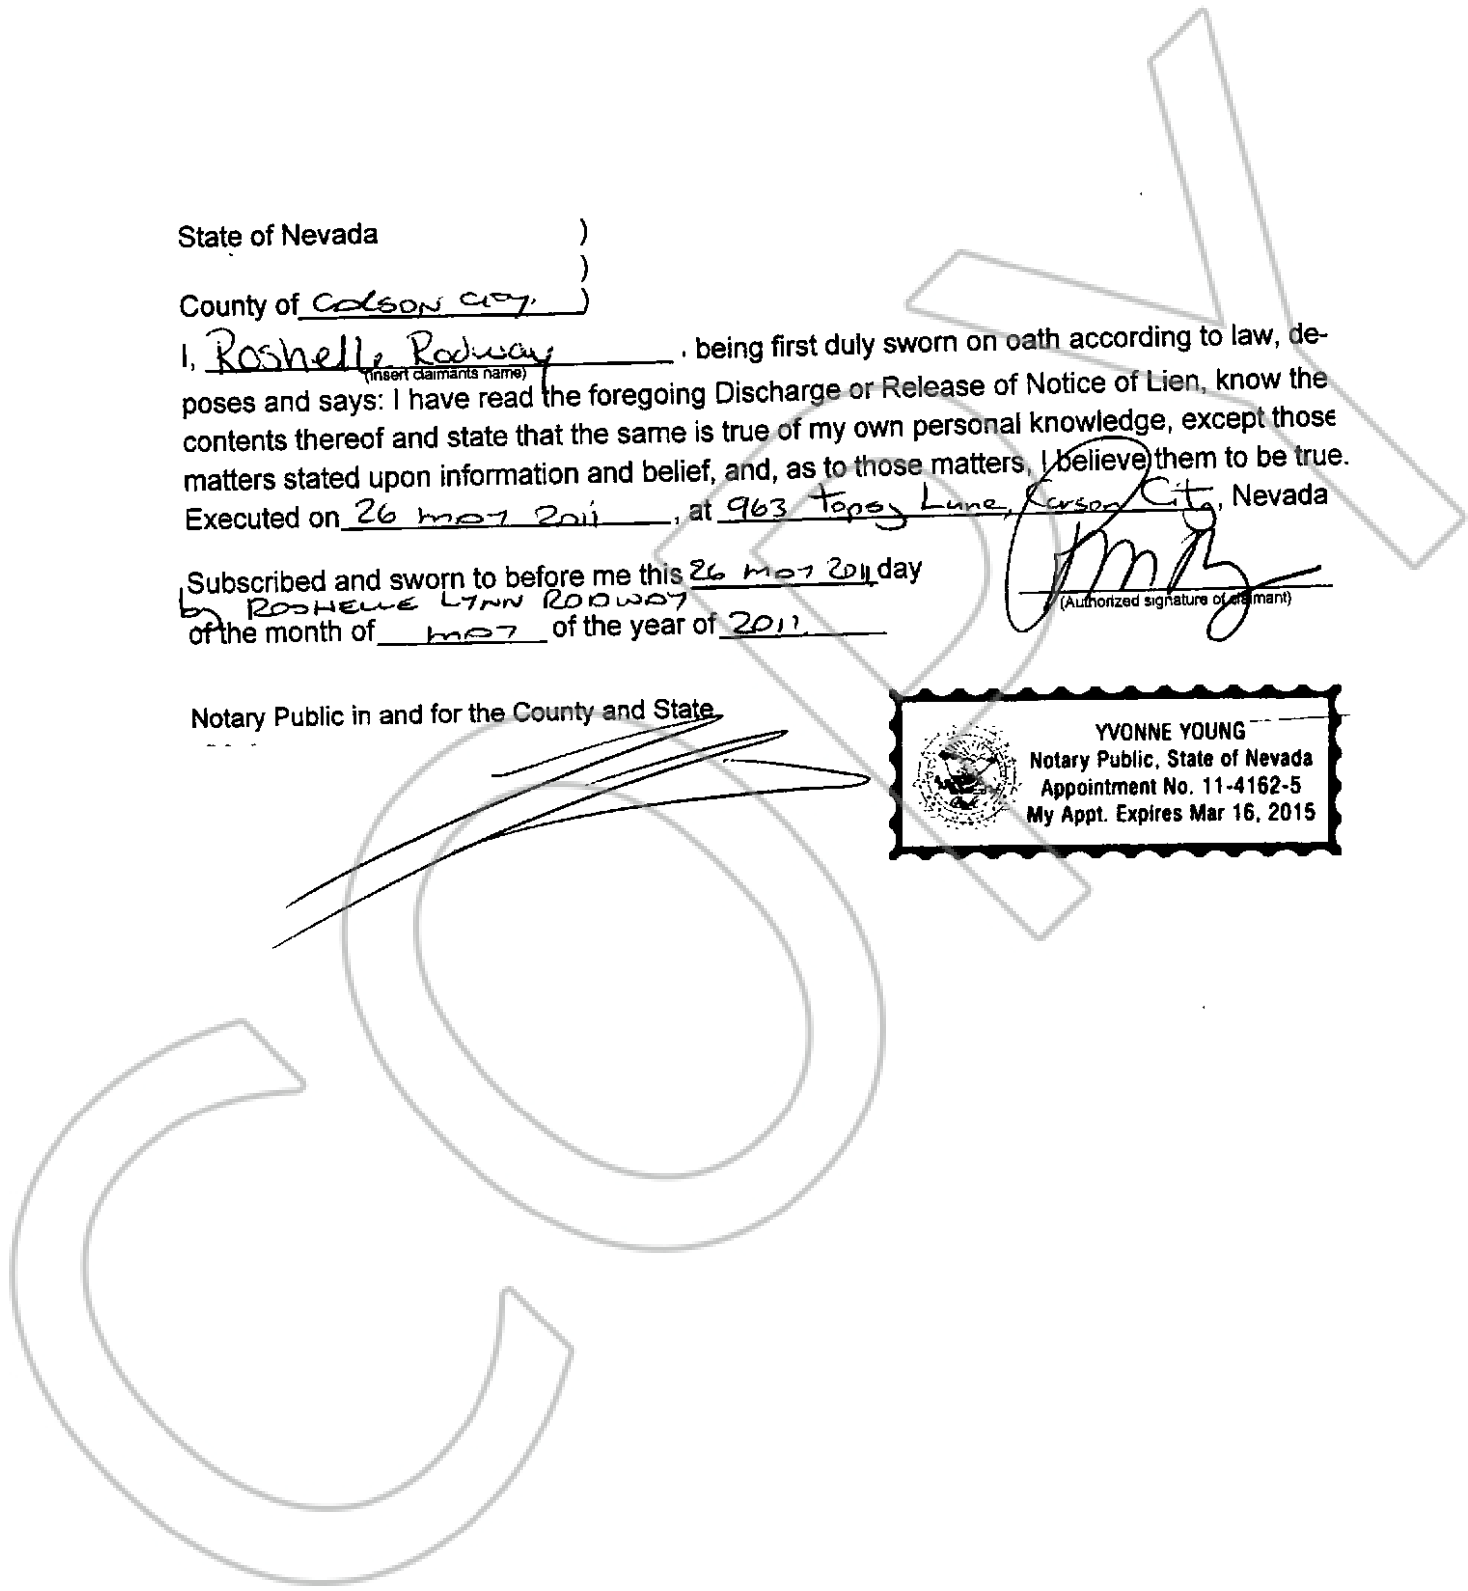 State of Nevada )
)
County of Carson City. )
I, Roshelle Rodway , being first duly sworn on oath according to law, de-
(insert claimants name)
poses and says: I have read the foregoing Discharge or Release of Notice of Lien, know the
contents thereof and state that the same is true of my own personal knowledge, except those
matters stated upon information and belief, and, as to those matters, I believe them to be true.
Executed on 26 may 2011, at 963 Topsy Lane, Carson City, Nevada
Subscribed and sworn to before me this 26 may 2011 day
(Authorized signature of claimant)
by ROSHELLE LYNN RODWAY
of the month of may of the year of 2011.
Notary Public in and for the County and State
YVONNE YOUNG
Notary Public, State of Nevada
Appointment No. 11-4162-5
My Appt. Expires Mar 16, 2015
COPY